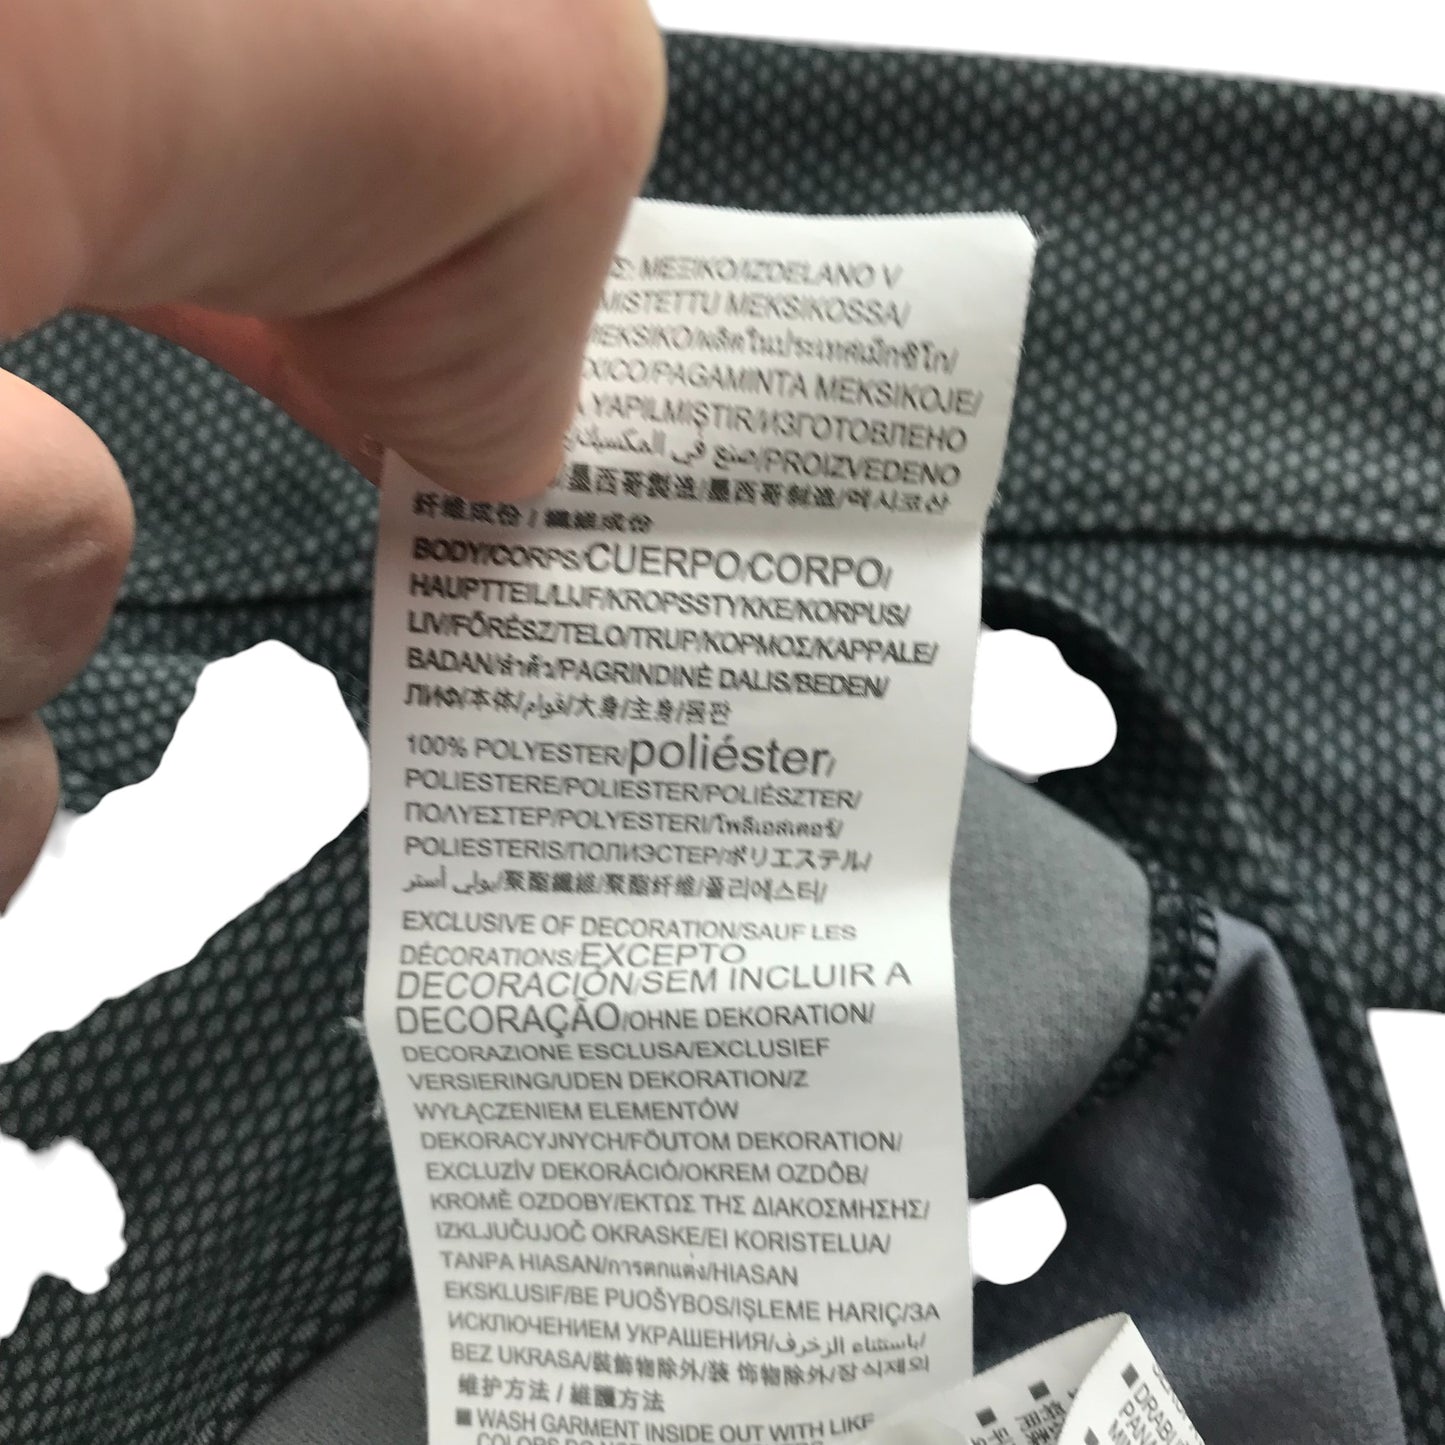 ΜΕΞΙΚΟ/IZDELANO V
MEKSIKOSSA/
MEKSIKO/ผลิตในประเทศเม็กซิโก/
PAGAMINTA MEKSIKOJE/
YAPILMIŞTIR/ИЗГОТОВЛЕНО
صنع في المكسيك/PROIZVEDENO
墨西哥製造/墨西哥制造/멕시코산
纤维成份 / 纖維成份
BODY/CORPS/CUERPO/CORPO/
HAUPTTEIL/LIJF/KROPSSTYKKE/KORPUS/
LIV/FŐRÉSZ/TELO/TRUP/ΚΟΡΜΟΣ/KAPPALE/
BADAN/ลำตัว/PAGRINDINĖ DALIS/BEDEN/
ЛИФ/本体/قوام/大身/主身/몸판
100% POLYESTER/poliéster/
POLIESTERE/POLIESTER/POLIÉSZTER/
ΠΟΛΥΕΣΤΕΡ/POLYESTERI/โพลีเอสเตอร์/
POLIESTERIS/ПОЛИЭСТЕР/ポリエステル/
بولي أستر/聚酯纖維/聚酯纤维/폴리에스터/
EXCLUSIVE OF DECORATION/SAUF LES
DÉCORATIONS/EXCEPTO
DECORACIÓN/SEM INCLUIR A
DECORAÇÃO/OHNE DEKORATION/
DECORAZIONE ESCLUSA/EXCLUSIEF
VERSIERING/UDEN DEKORATION/Z
WYŁĄCZENIEM ELEMENTÓW
DEKORACYJNYCH/FÖUTOM DEKORATION/
EXCLUZÍV DEKORÁCIÓ/OKREM OZDÔB/
KROMĚ OZDOBY/ΕΚΤΟΣ ΤΗΣ ΔΙΑΚΟΣΜΗΣΗΣ/
IZKLJUČUJOČ OKRASKE/EI KORISTELUA/
TANPA HIASAN/การตกแต่ง/HIASAN
EKSKLUSIF/BE PUOŠYBOS/IŞLEME HARIÇ/ЗА
ИСКЛЮЧЕНИЕМ УКРАШЕНИЯ/باستثناء الزخرف/
BEZ UKRASA/裝飾物除外/装 饰物除外/장식제외
维护方法 / 維護方法
■ WASH GARMENT INSIDE OUT WITH LIKE
COLORS
■ DRABU